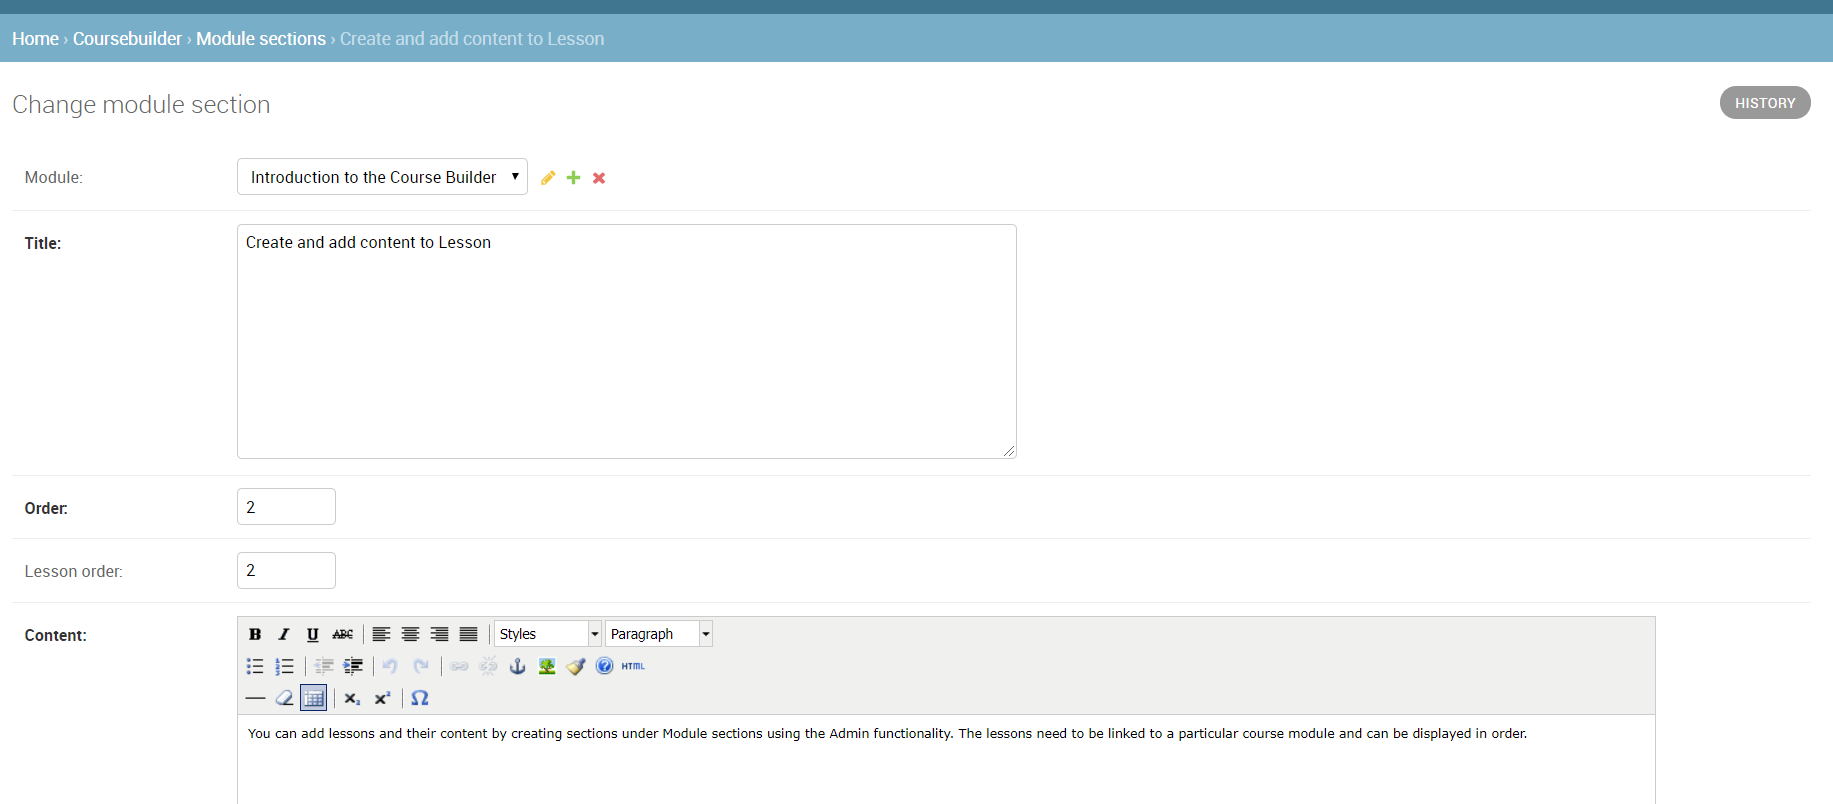 Home › Coursebuilder › Module sections › Create and add content to Lesson
Change module section
HISTORY
Module:
Introduction to the Course Builder
Title:
Create and add content to Lesson
Order:
2
Lesson order:
2
Content:
B I U ABC Styles Paragraph
HTML
x₂ x² Ω
You can add lessons and their content by creating sections under Module sections using the Admin functionality. The lessons need to be linked to a particular course module and can be displayed in order.